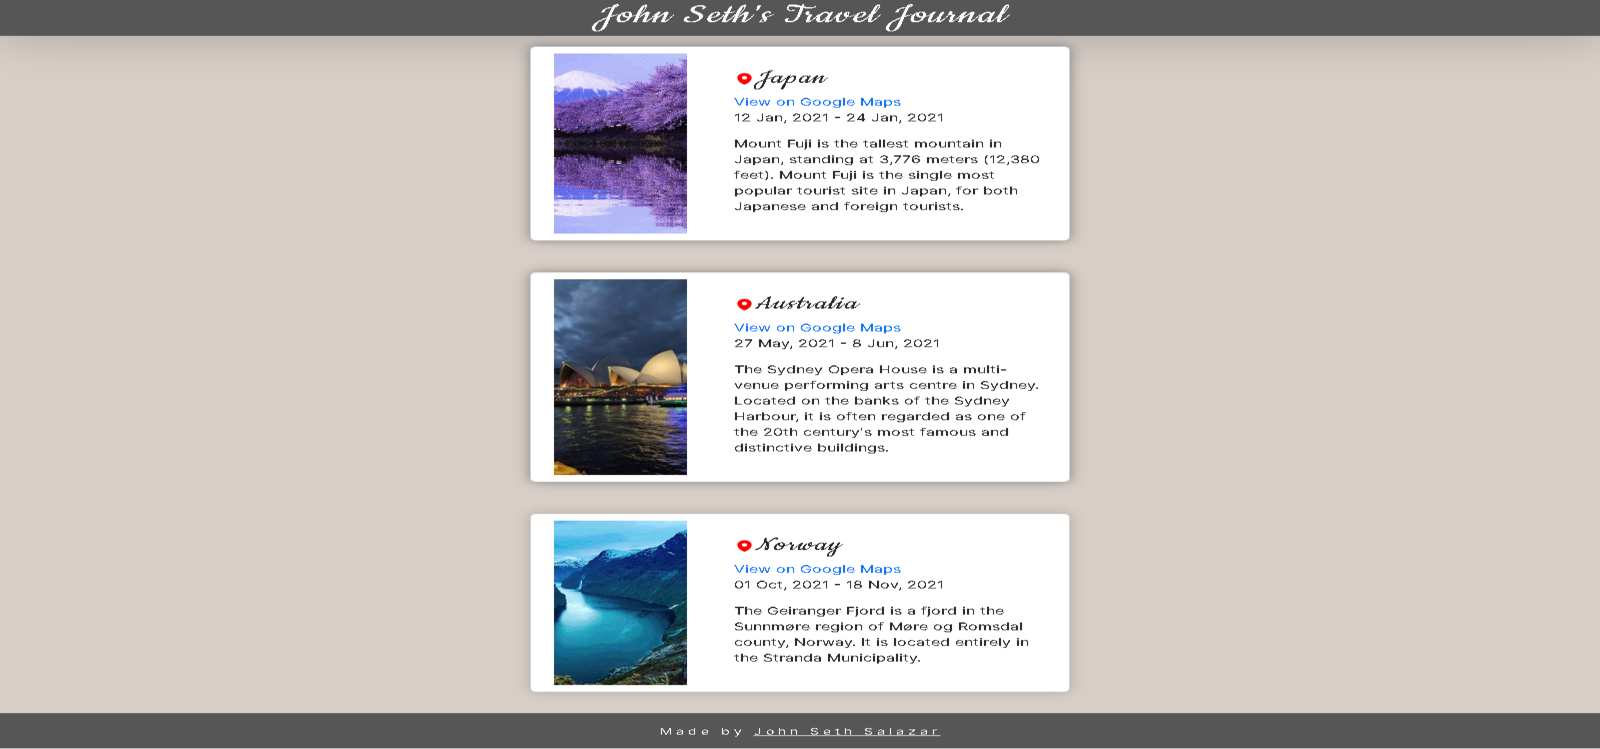 John Seth's Travel Journal
Japan
View on Google Maps
12 Jan, 2021 - 24 Jan, 2021
Mount Fuji is the tallest mountain in
Japan, standing at 3,776 meters (12,380
feet). Mount Fuji is the single most
popular tourist site in Japan, for both
Japanese and foreign tourists.
Australia
View on Google Maps
27 May, 2021 - 8 Jun, 2021
The Sydney Opera House is a multi-
venue performing arts centre in Sydney.
Located on the banks of the Sydney
Harbour, it is often regarded as one of
the 20th century's most famous and
distinctive buildings.
Norway
View on Google Maps
01 Oct, 2021 - 18 Nov, 2021
The Geiranger Fjord is a fjord in the
Sunnmøre region of Møre og Romsdal
county, Norway. It is located entirely in
the Stranda Municipality.
Made by John Seth Salazar